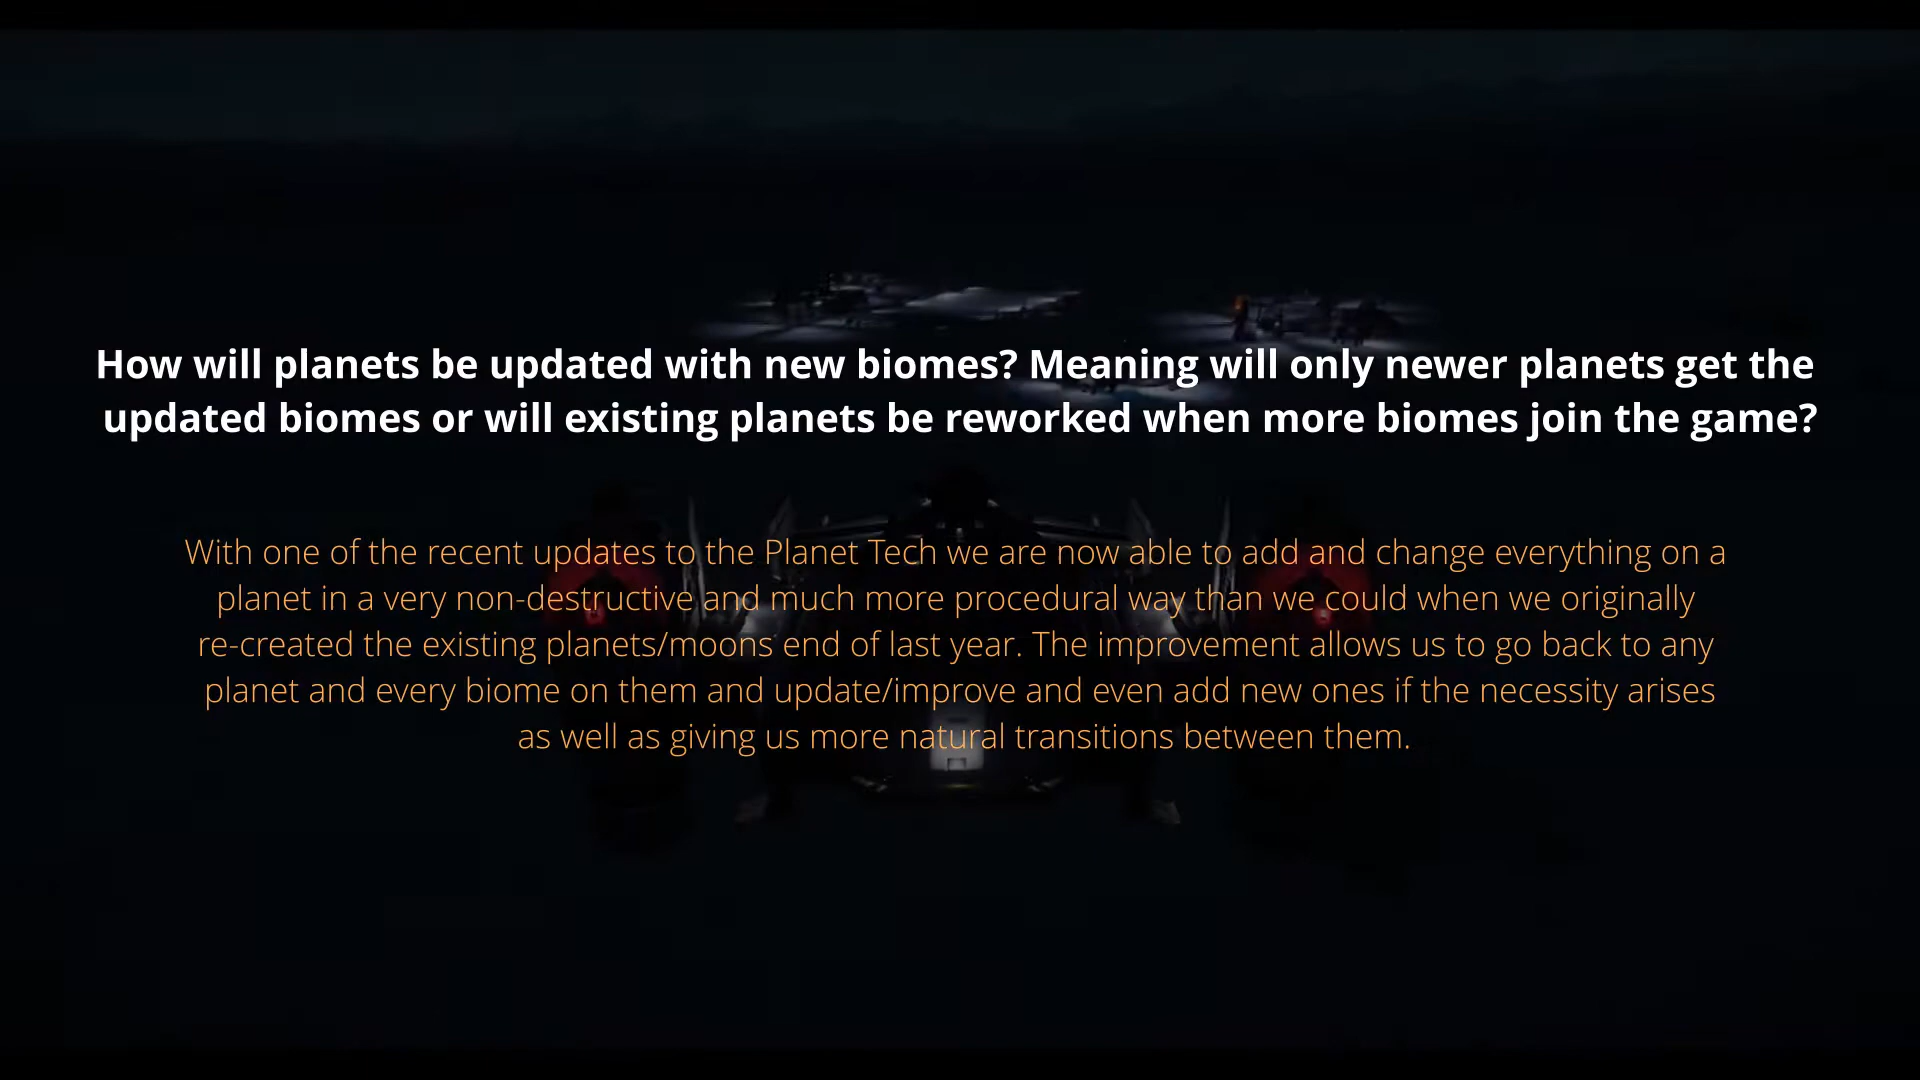 How will planets be updated with new biomes? Meaning will only newer planets get the
updated biomes or will existing planets be reworked when more biomes join the game?
With one of the recent updates to the Planet Tech we are now able to add and change everything on a
planet in a very non-destructive and much more procedural way than we could when we originally
re-created the existing planets/moons end of last year. The improvement allows us to go back to any
planet and every biome on them and update/improve and even add new ones if the necessity arises
as well as giving us more natural transitions between them.